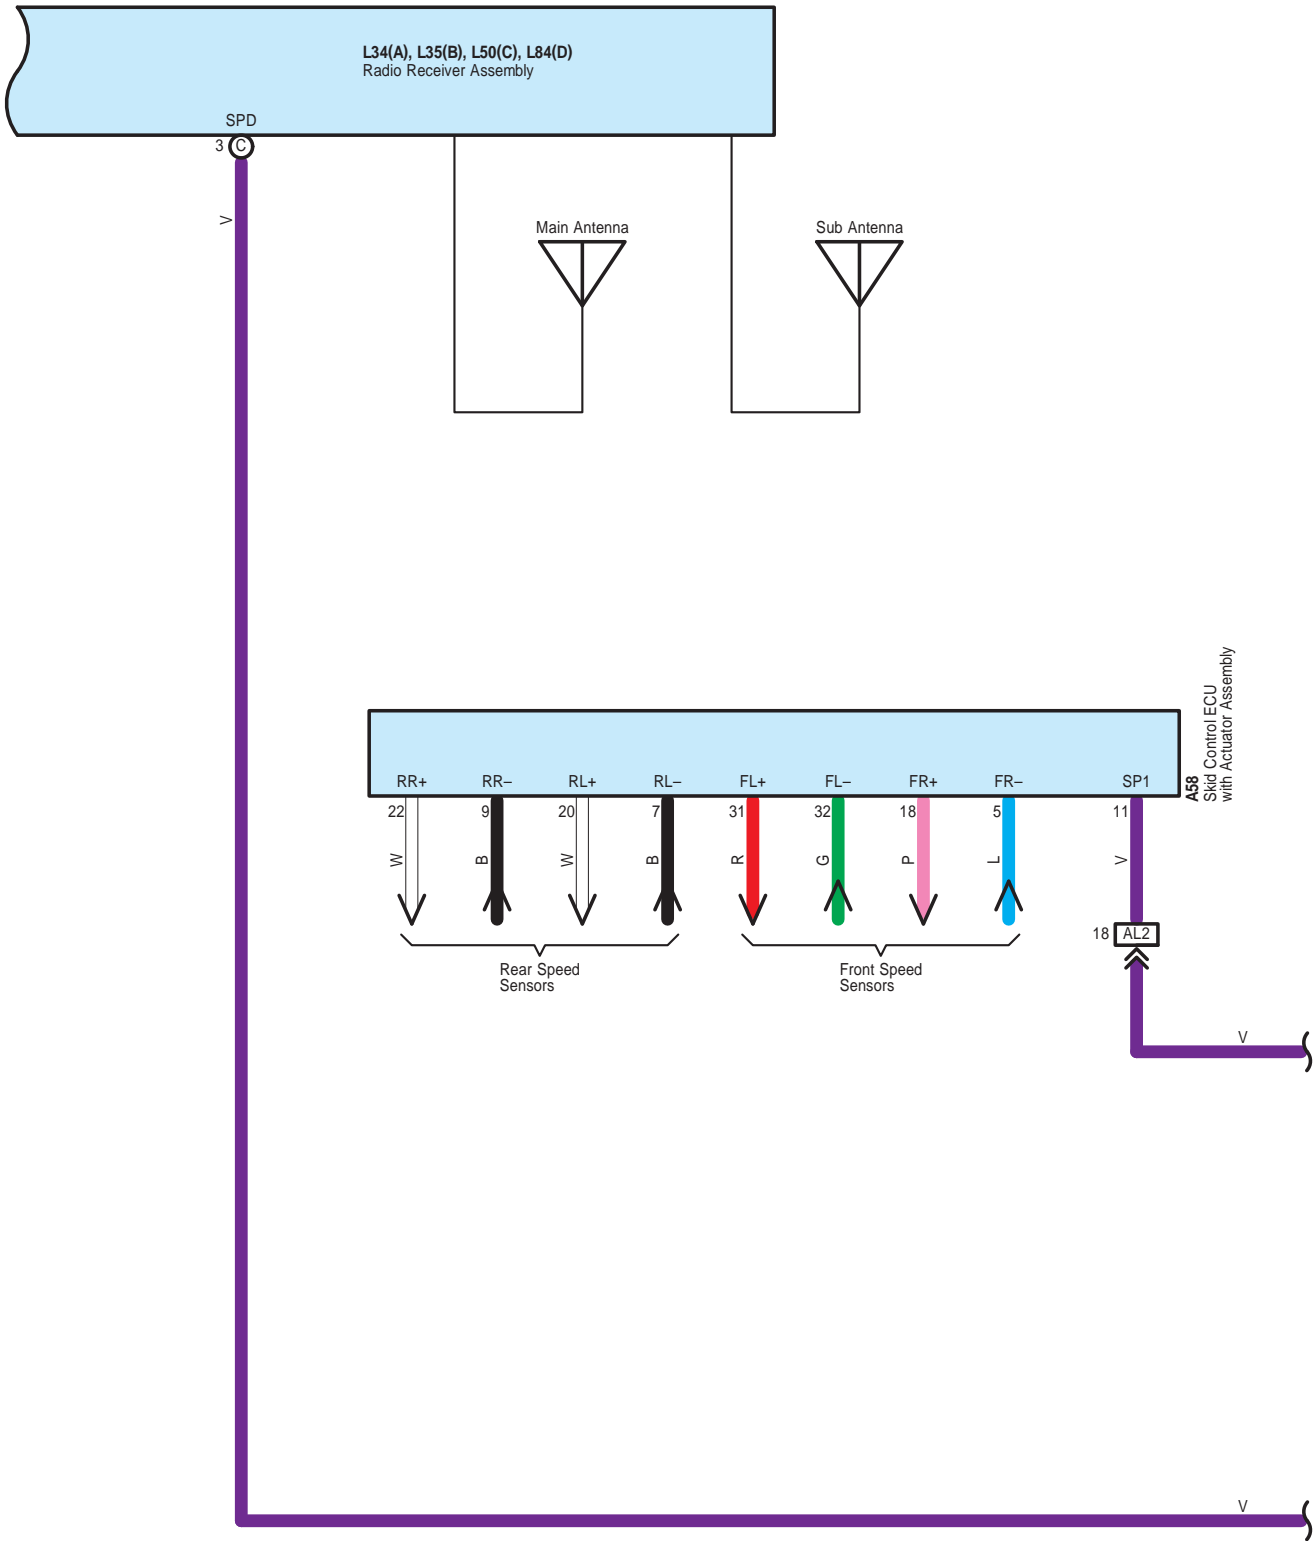 L34(A), L35(B), L50(C), L84(D)
Radio Receiver Assembly
SPD
3 C
V
Main Antenna
Sub Antenna
A58
Skid Control ECU
with Actuator Assembly
RR+ RR– RL+ RL– FL+ FL– FR+ FR– SP1
22 9 20 7 31 32 18 5 11
W B W B R G P L V
18 AL2
Rear Speed
Sensors
Front Speed
Sensors
V
V